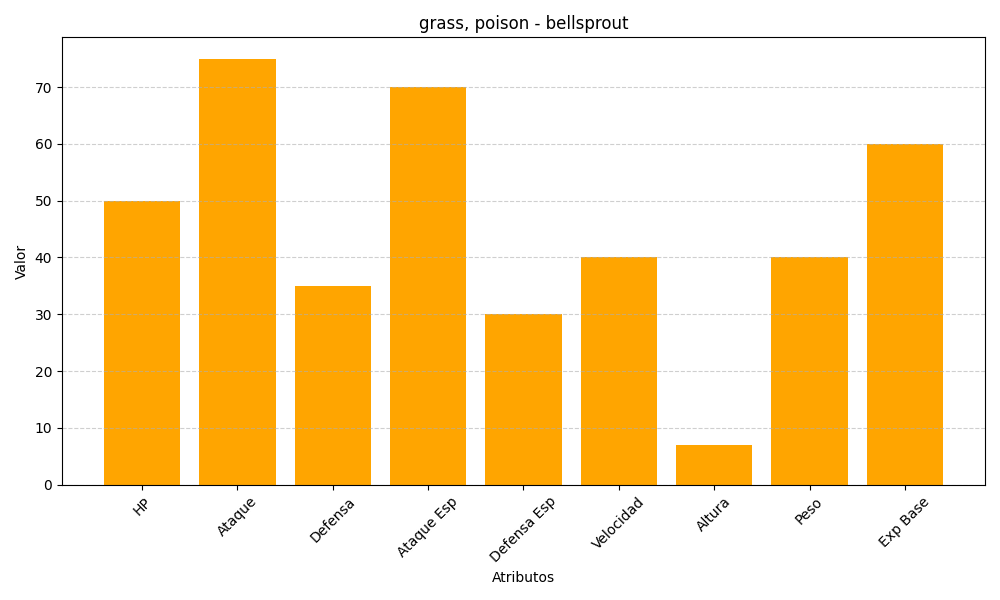 grass, poison - bellsprout
Valor
70
60
50
40
30
20
10
0
HP
Ataque
Defensa
Ataque Esp
Defensa Esp
Velocidad
Altura
Peso
Exp Base
Atributos